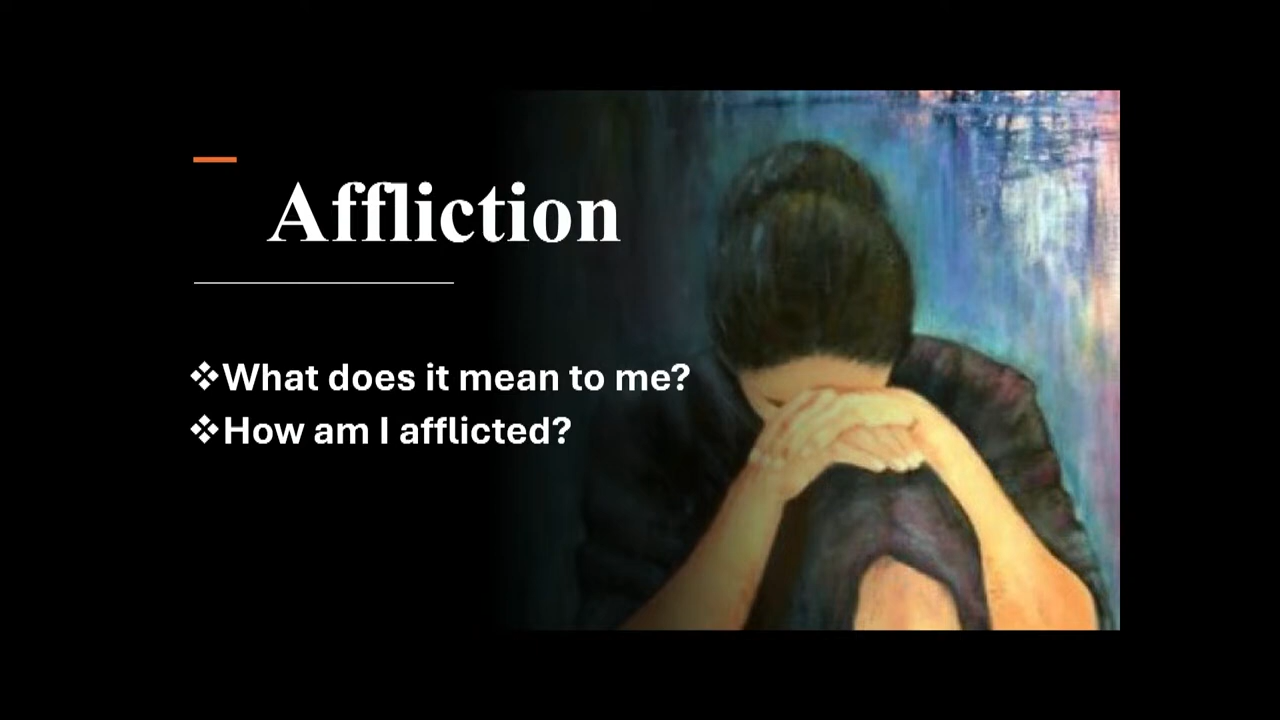 Affliction
❖What does it mean to me?
❖How am I afflicted?